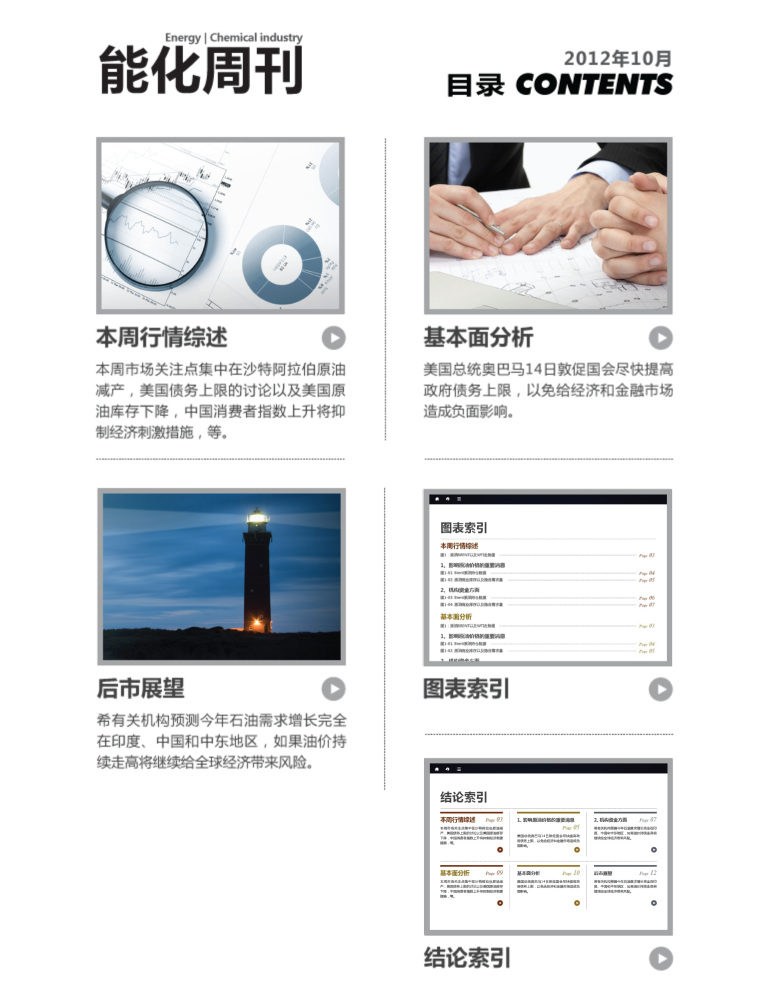 Energy | Chemical industry
能化周刊
2012年10月
目录 CONTENTS
本周行情综述
本周市场关注点集中在沙特阿拉伯原油
减产，美国债务上限的讨论以及美国原
油库存下降，中国消费者指数上升将抑
制经济刺激措施，等。
基本面分析
美国总统奥巴马14日敦促国会尽快提高
政府债务上限，以免给经济和金融市场
造成负面影响。
后市展望
希有关机构预测今年石油需求增长完全
在印度、中国和中东地区，如果油价持
续走高将继续给全球经济带来风险。
图表索引
本周行情综述
Page 03
1、影响原油价格的重要消息
Page 04
Page 05
2、机构资金方面
Page 06
Page 07
基本面分析
Page 03
1、影响原油价格的重要消息
Page 04
Page 05
图表索引
结论索引
本周行情综述 Page 03
1、影响原油价格的重要消息
Page 05
2、机构资金方面 Page 07
基本面分析 Page 09
基本面分析 Page 10
后市展望 Page 12
结论索引